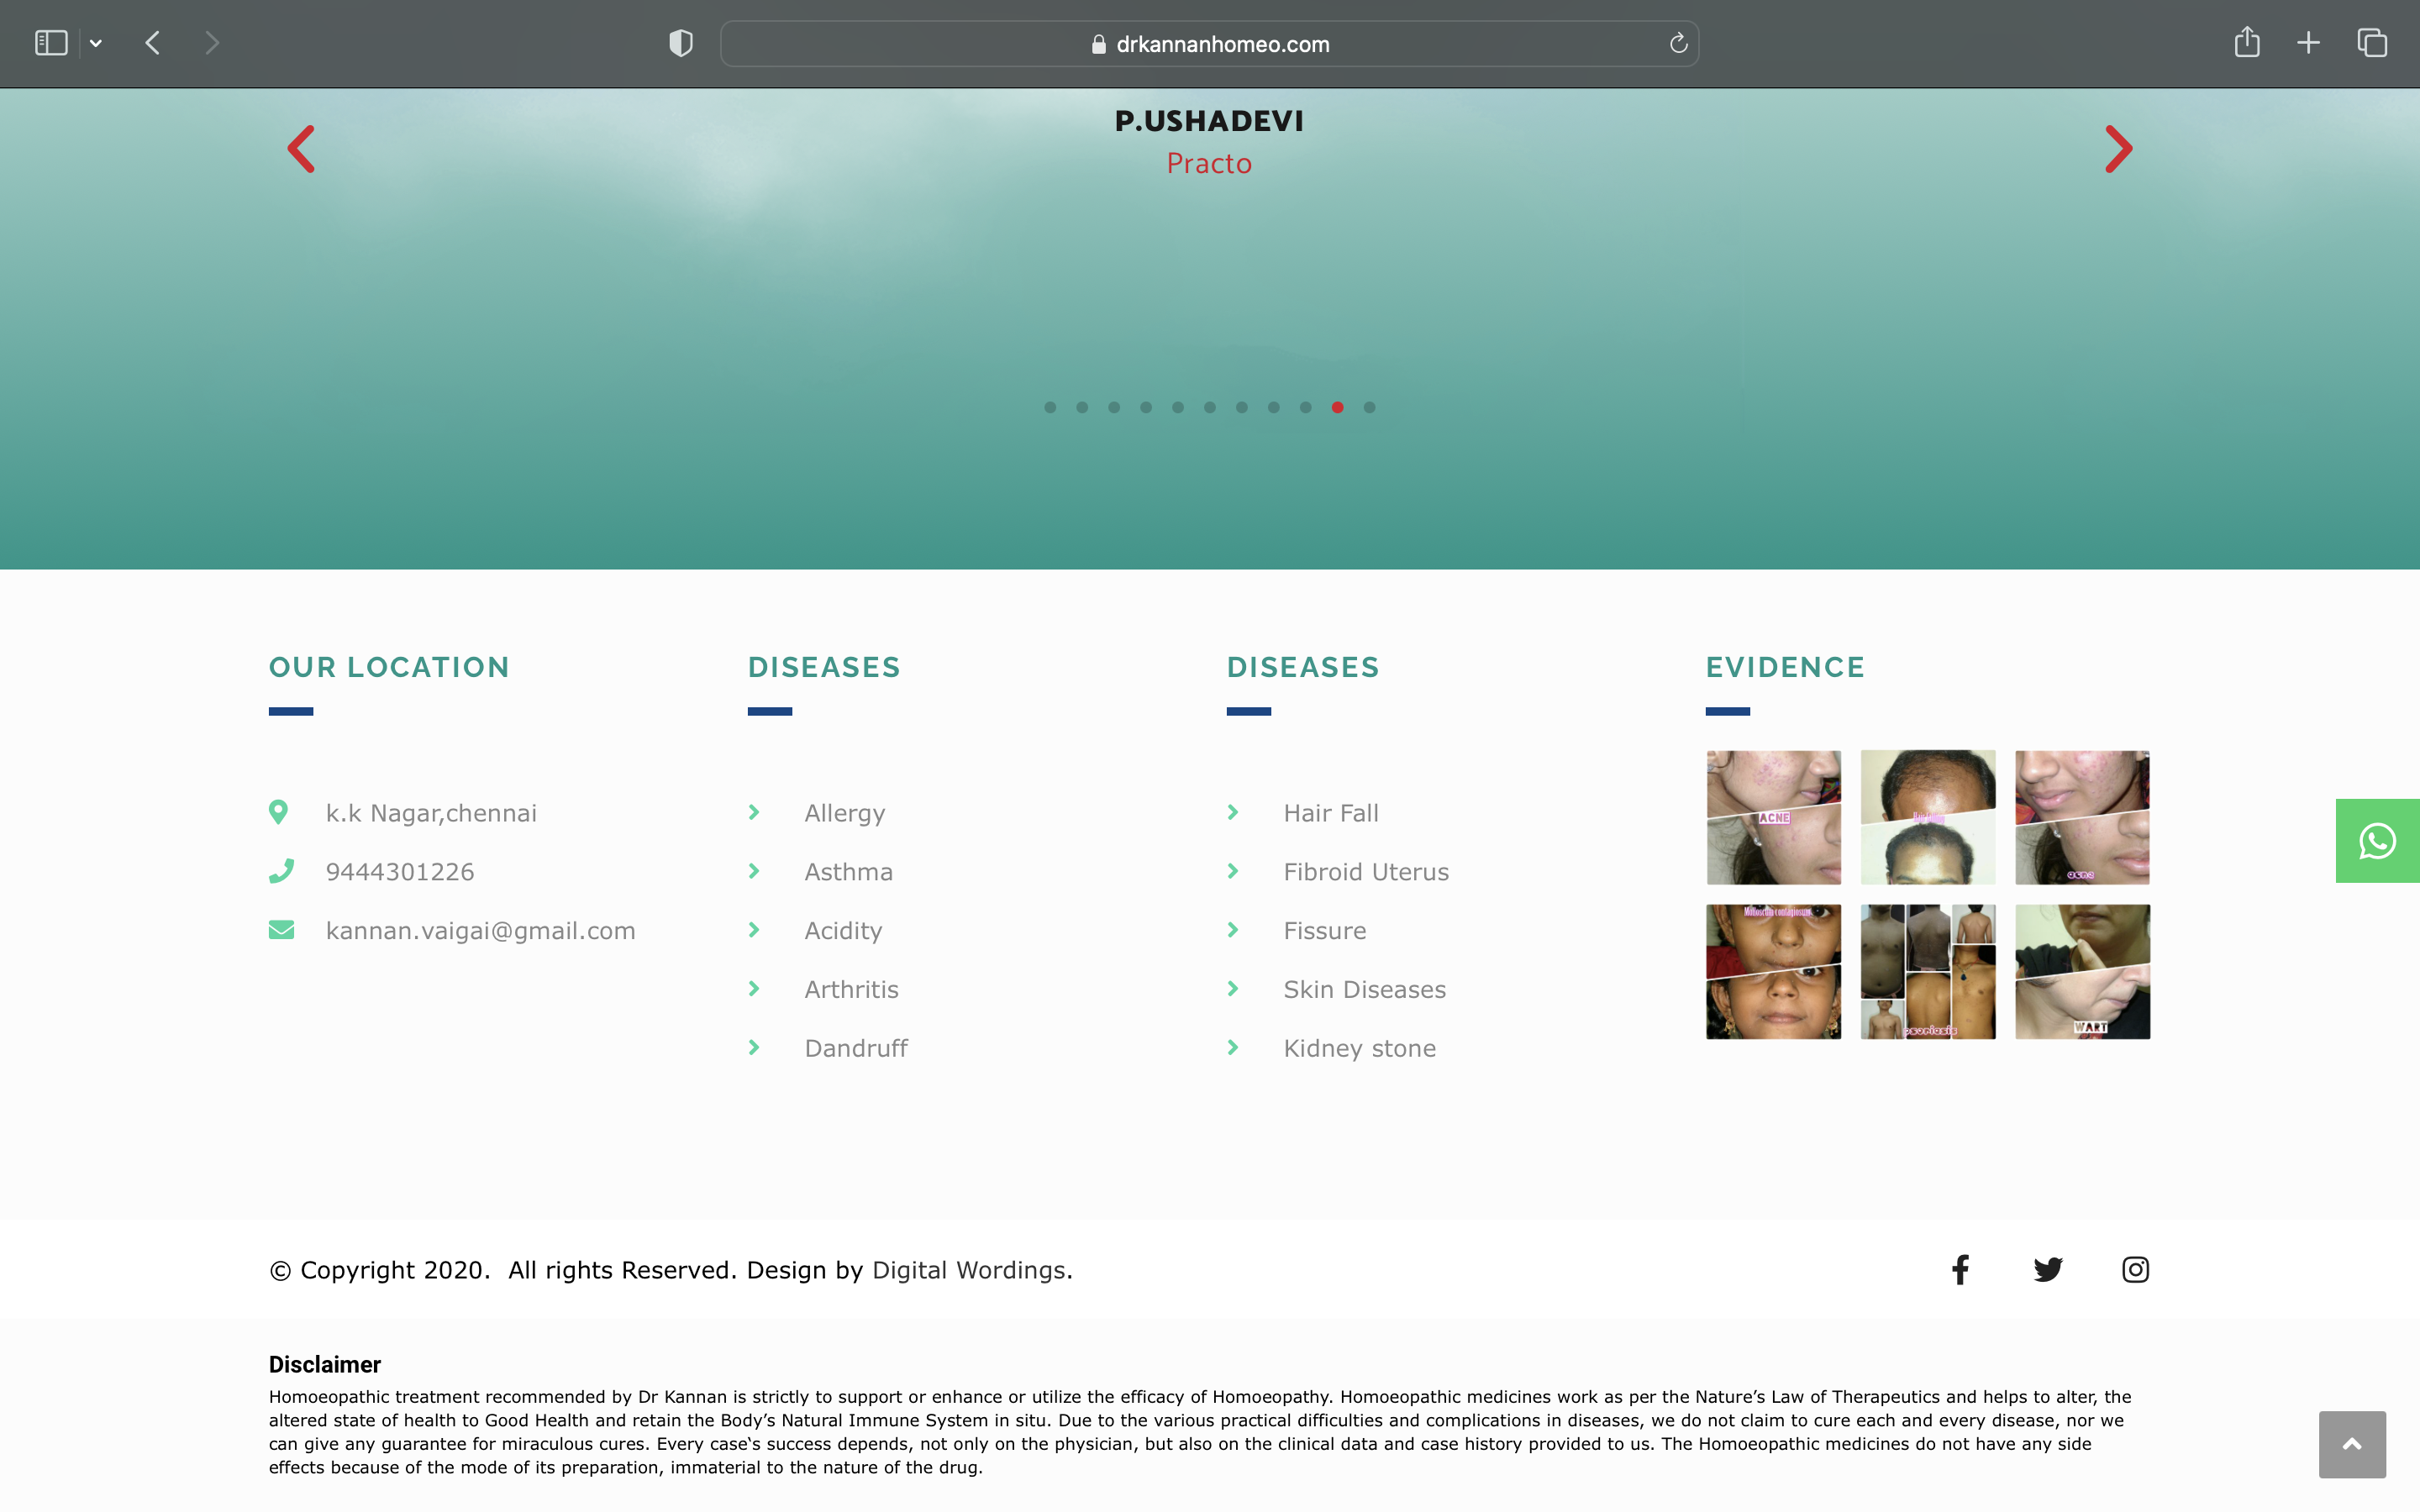 drkannanhomeo.com
P.USHADEVI
Practo
OUR LOCATION
k.k Nagar,chennai
9444301226
kannan.vaigai@gmail.com
DISEASES
Allergy
Asthma
Acidity
Arthritis
Dandruff
DISEASES
Hair Fall
Fibroid Uterus
Fissure
Skin Diseases
Kidney stone
EVIDENCE
ACNE
acne
psoriasis
WART
© Copyright 2020.  All rights Reserved. Design by Digital Wordings.
Disclaimer
Homoeopathic treatment recommended by Dr Kannan is strictly to support or enhance or utilize the efficacy of Homoeopathy. Homoeopathic medicines work as per the Nature’s Law of Therapeutics and helps to alter, the
altered state of health to Good Health and retain the Body’s Natural Immune System in situ. Due to the various practical difficulties and complications in diseases, we do not claim to cure each and every disease, nor we
can give any guarantee for miraculous cures. Every case‘s success depends, not only on the physician, but also on the clinical data and case history provided to us. The Homoeopathic medicines do not have any side
effects because of the mode of its preparation, immaterial to the nature of the drug.